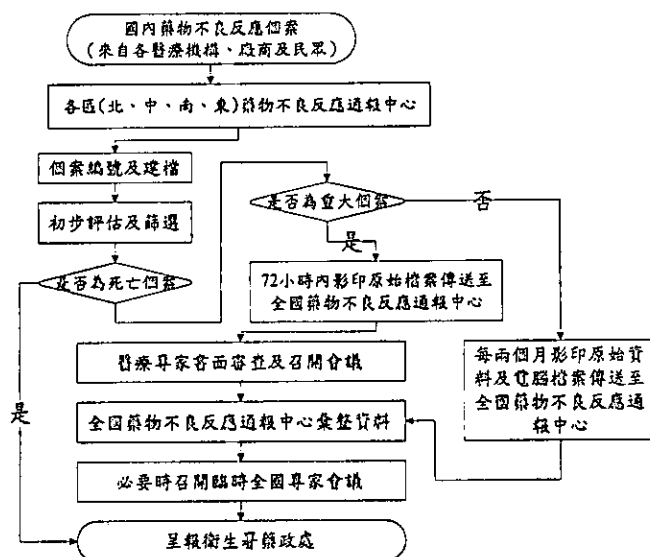 國內藥物不良反應個案
(來自各醫療機構、廠商及民眾)
各區(北、中、南、東)藥物不良反應通報中心
個案編號及建檔
初步評估及篩選
是否為死亡個案
是
是否為重大個案
否
是
72小時內影印原始檔案傳送至
全國藥物不良反應通報中心
每兩個月影印原始資
料及電腦檔案傳送至
全國藥物不良反應通
報中心
醫療專家書面審查及召開會議
全國藥物不良反應通報中心彙整資料
必要時召開臨時全國專家會議
呈報衛生署藥政處